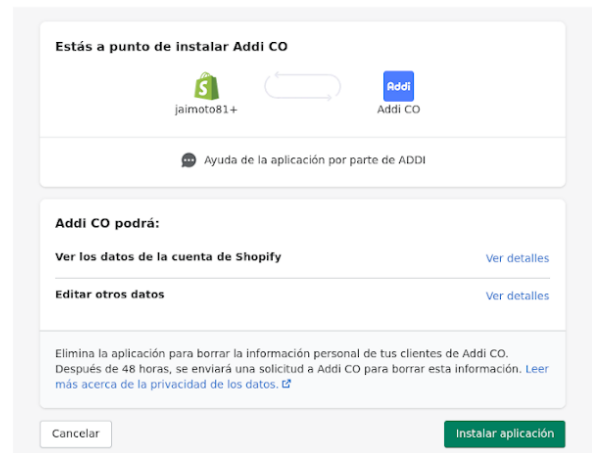 Estás a punto de instalar Addi CO
Addi
jaimoto81+
Addi CO
Ayuda de la aplicación por parte de ADDI
Addi CO podrá:
Ver los datos de la cuenta de Shopify
Ver detalles
Editar otros datos
Ver detalles
Elimina la aplicación para borrar la información personal de tus clientes de Addi CO.
Después de 48 horas, se enviará una solicitud a Addi CO para borrar esta información. Leer
más acerca de la privacidad de los datos.
Cancelar
Instalar aplicación